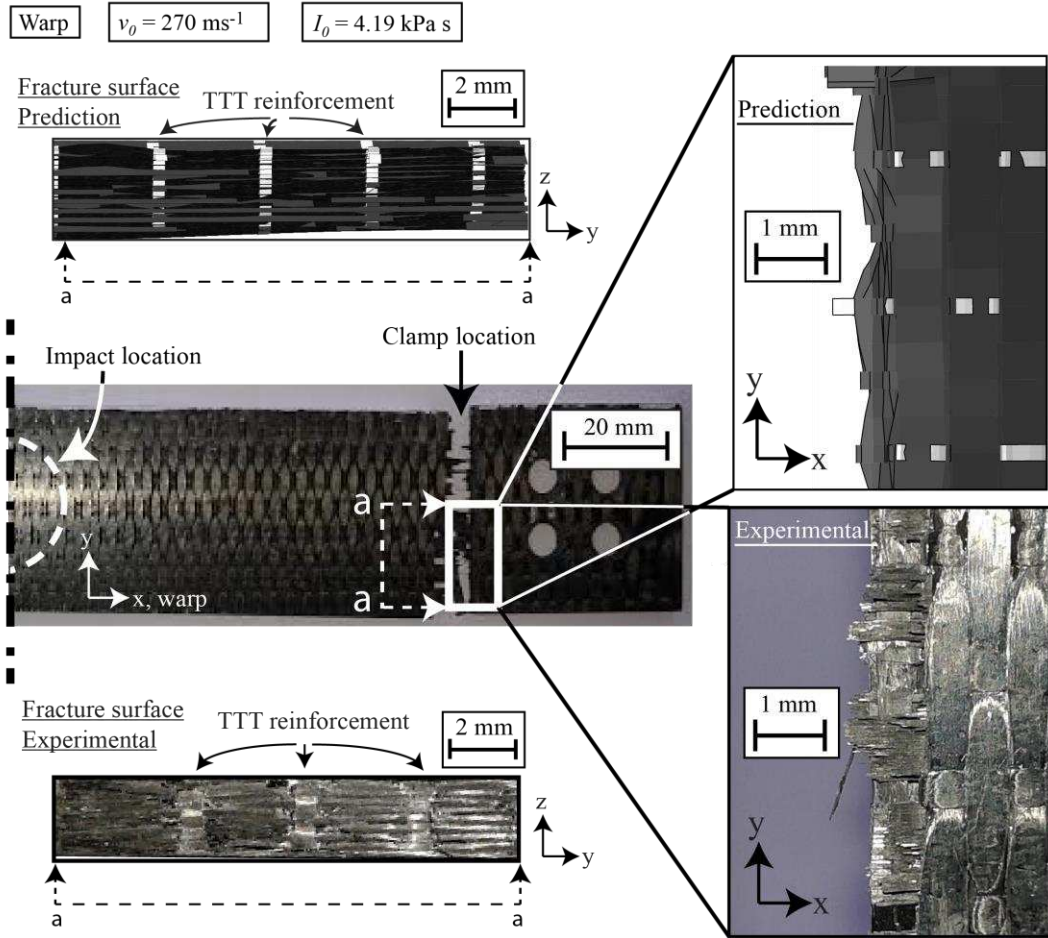 Warp
v₀ = 270 ms⁻¹
I₀ = 4.19 kPa s
Fracture surface
Prediction
TTT reinforcement
2 mm
z
y
a
a
Prediction
1 mm
y
x
Impact location
Clamp location
20 mm
a
a
y
x, warp
Experimental
1 mm
y
x
Fracture surface
Experimental
TTT reinforcement
2 mm
z
y
a
a